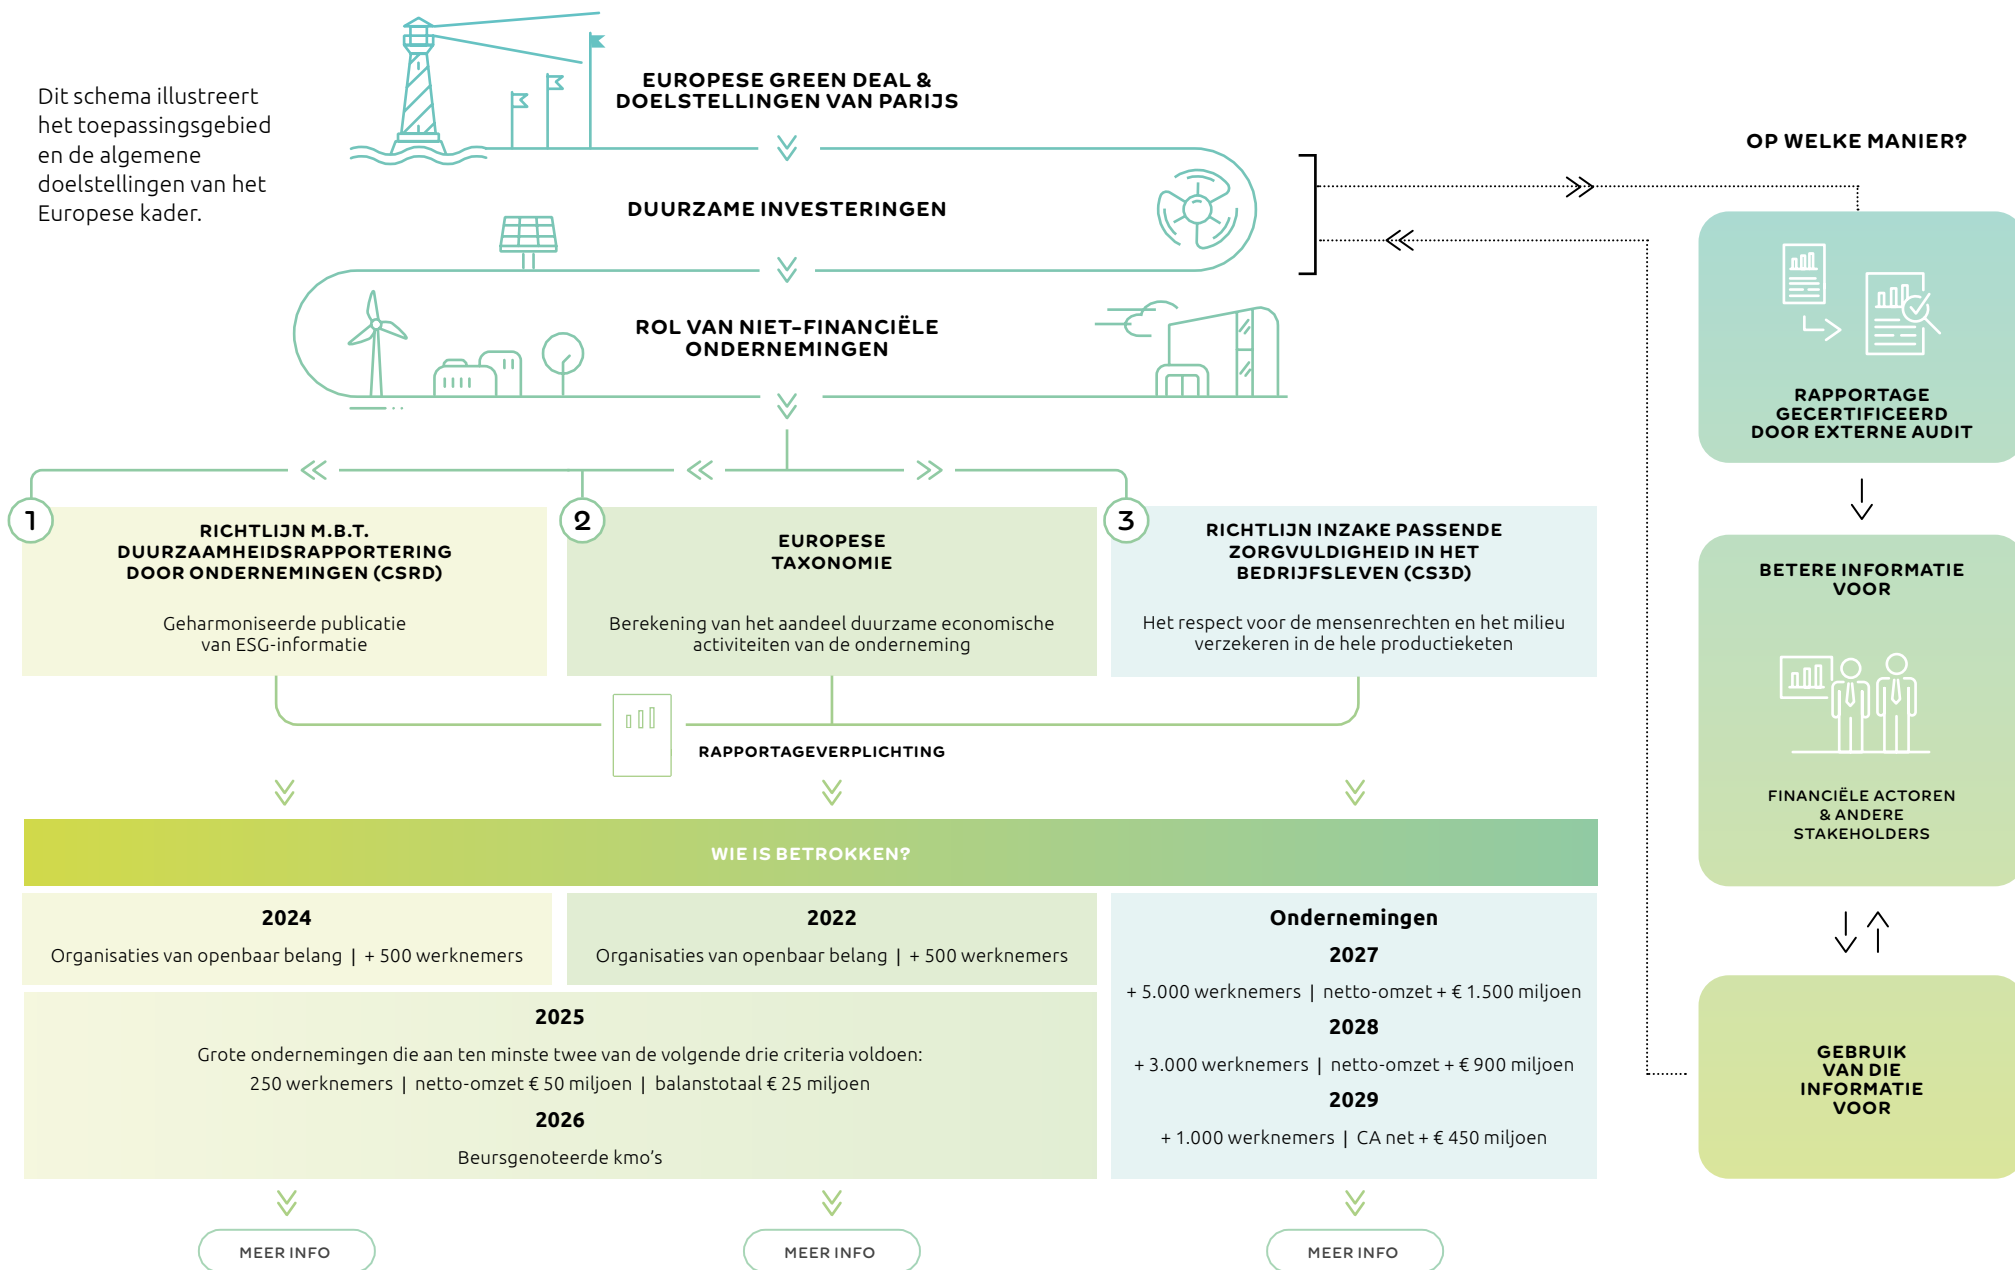 Dit schema illustreert
het toepassingsgebied
en de algemene
doelstellingen van het
Europese kader.
EUROPESE GREEN DEAL &
DOELSTELLINGEN VAN PARIJS
DUURZAME INVESTERINGEN
ROL VAN NIET-FINANCIËLE
ONDERNEMINGEN
1
RICHTLIJN M.B.T.
DUURZAAMHEIDSRAPPORTERING
DOOR ONDERNEMINGEN (CSRD)
Geharmoniseerde publicatie
van ESG-informatie
2
EUROPESE
TAXONOMIE
Berekening van het aandeel duurzame economische
activiteiten van de onderneming
3
RICHTLIJN INZAKE PASSENDE
ZORGVULDIGHEID IN HET
BEDRIJFSLEVEN (CS3D)
Het respect voor de mensenrechten en het milieu
verzekeren in de hele productieketen
RAPPORTAGEVERPLICHTING
WIE IS BETROKKEN?
2024
Organisaties van openbaar belang | + 500 werknemers
2022
Organisaties van openbaar belang | + 500 werknemers
2025
Grote ondernemingen die aan ten minste twee van de volgende drie criteria voldoen:
250 werknemers | netto-omzet € 50 miljoen | balanstotaal € 25 miljoen
2026
Beursgenoteerde kmo's
Ondernemingen
2027
+ 5.000 werknemers | netto-omzet + € 1.500 miljoen
2028
+ 3.000 werknemers | netto-omzet + € 900 miljoen
2029
+ 1.000 werknemers | CA net + € 450 miljoen
MEER INFO
MEER INFO
MEER INFO
OP WELKE MANIER?
RAPPORTAGE
GECERTIFICEERD
DOOR EXTERNE AUDIT
BETERE INFORMATIE
VOOR
FINANCIËLE ACTOREN
& ANDERE
STAKEHOLDERS
GEBRUIK
VAN DIE
INFORMATIE
VOOR